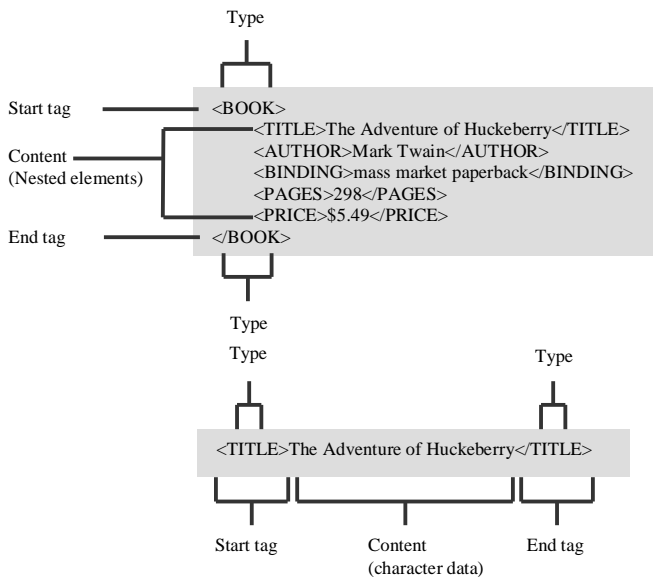 Type
Start tag
<BOOK>
<TITLE>The Adventure of Huckeberry</TITLE>
Content
(Nested elements)
<AUTHOR>Mark Twain</AUTHOR>
<BINDING>mass market paperback</BINDING>
<PAGES>298</PAGES>
<PRICE>$5.49</PRICE>
End tag
</BOOK>
Type
Type
Type
<TITLE>The Adventure of Huckeberry</TITLE>
Start tag
Content
(character data)
End tag